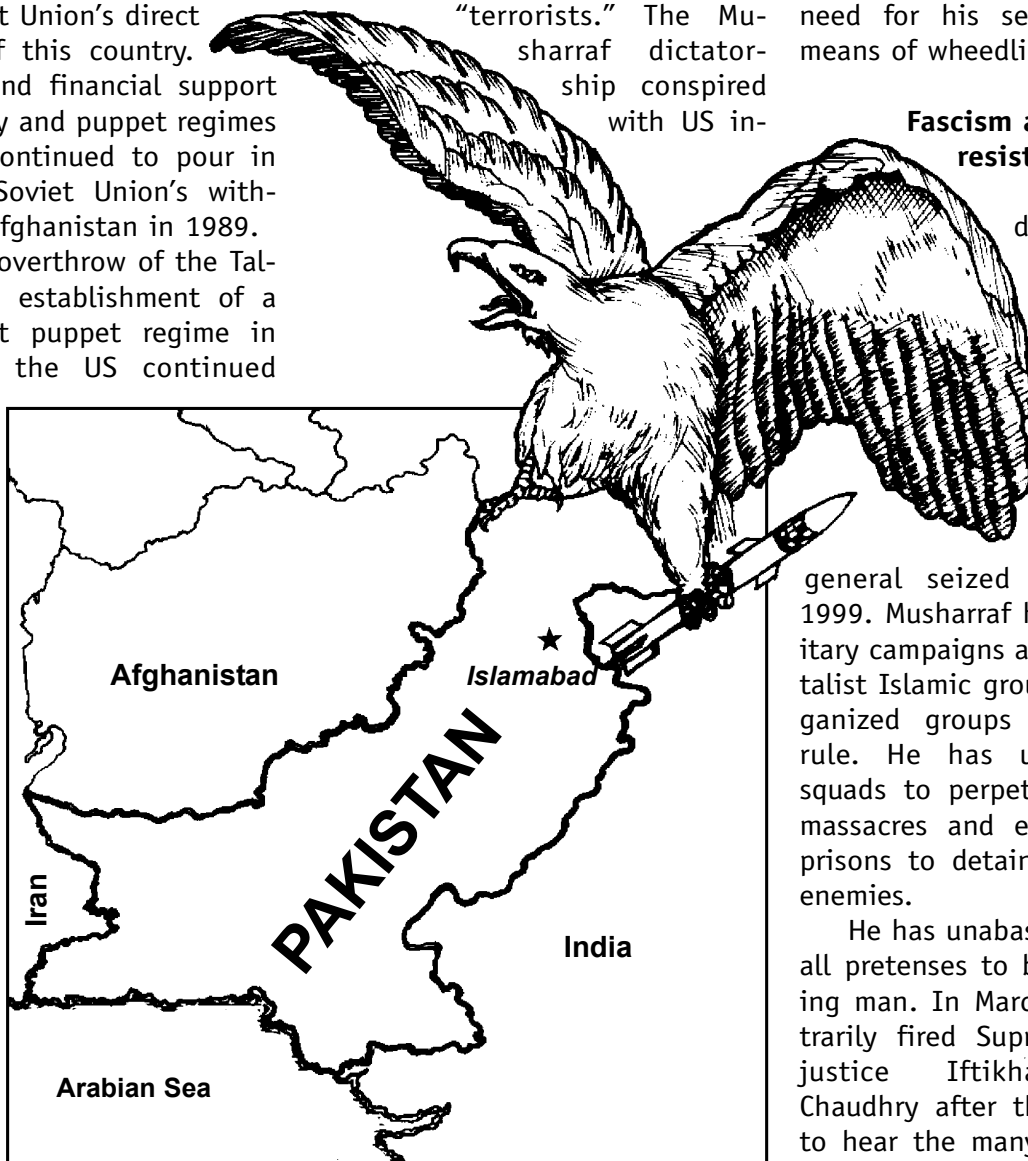 t Union's direct
f this country.
nd financial support
y and puppet regimes
ontinued to pour in
Soviet Union's with-
fghanistan in 1989.
overthrow of the Tal-
establishment of a
t puppet regime in
the US continued
"terrorists." The Mu-
sharraf dictator-
ship conspired
with US in-
need for his se
means of wheedli
Fascism a
resist
d
general seized
1999. Musharraf h
itary campaigns a
talist Islamic grou
ganized groups
rule. He has u
squads to perpet
massacres and e
prisons to detain
enemies.
He has unabas
all pretenses to b
ing man. In Marc
trarily fired Supr
justice Iftikha
Chaudhry after th
to hear the many
Afghanistan
Islamabad
PAKISTAN
Iran
India
Arabian Sea